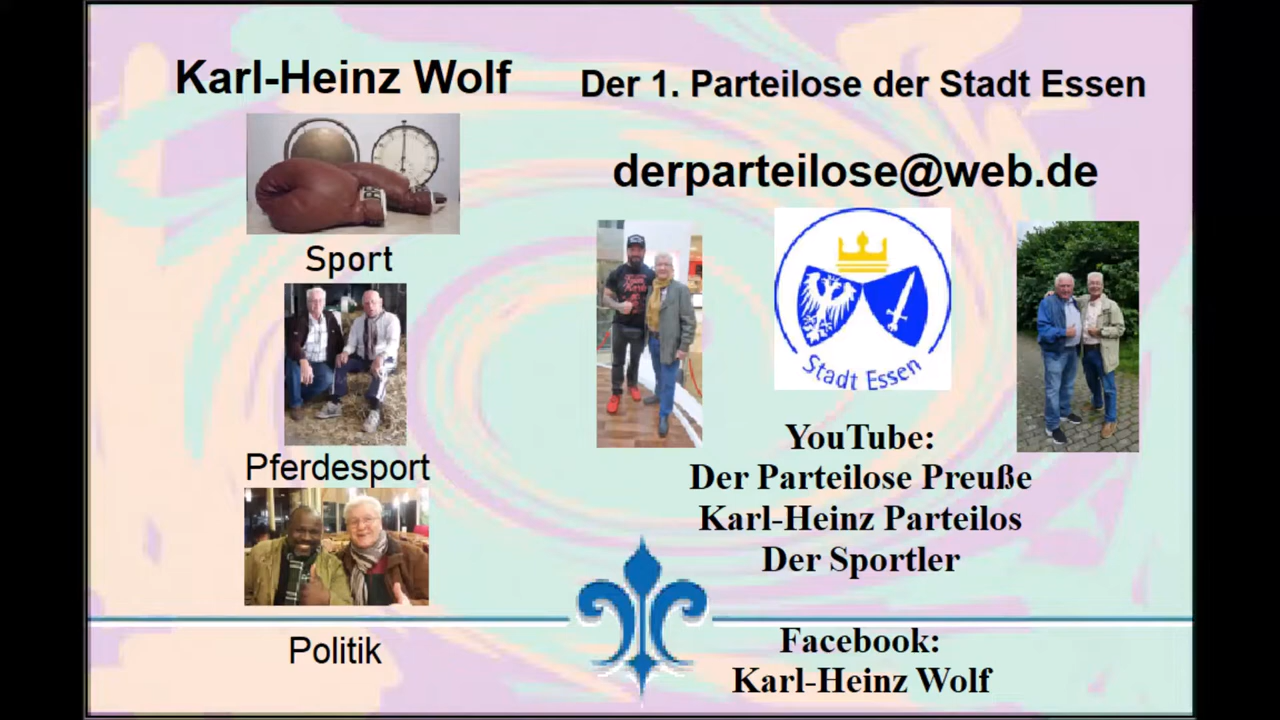 Karl-Heinz Wolf
Der 1. Parteilose der Stadt Essen
derparteilose@web.de
Sport
Pferdesport
Politik
Stadt Essen
YouTube:
Der Parteilose Preuße
Karl-Heinz Parteilos
Der Sportler
Facebook:
Karl-Heinz Wolf